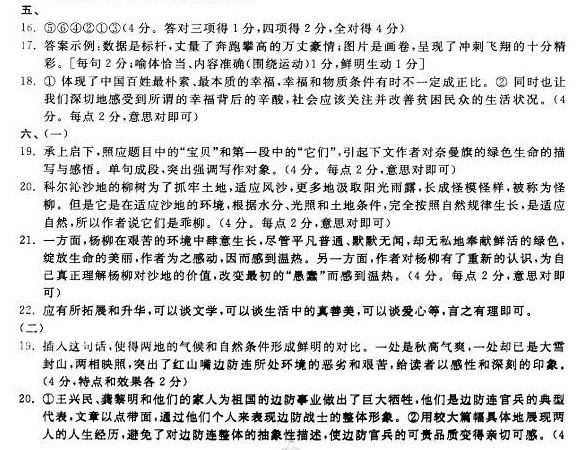 五、
16. ⑤⑥④②①③(4分。答对三项得1分,四项得2分,全对得4分)
17. 答案示例:数据是标杆,丈量了奔跑攀高的万丈豪情;图片是画卷,呈现了冲刺飞翔的十分精
彩。[每句2分;喻体恰当、内容准确(围绕运动)1分,鲜明生动1分]
18. ① 体现了中国百姓最朴素、最本质的幸福,幸福和物质条件有时不一定成正比。② 同时也让
我们深切地感受到所谓的幸福背后的辛酸,社会应该关注并改善贫困民众的生活状况。(4
分。每点2分,意思对即可)
六、(一)
19. 承上启下,照应题目中的“宝贝”和第一段中的“它们”,引起下文作者对奈曼旗的绿色生命的描
写与感悟。单句成段,突出强调写作对象。(4分。每点2分,意思对即可)
20. 科尔沁沙地的柳树为了抓牢土地,适应风沙,更多地汲取阳光雨露,长成怪模怪样,被称为怪
柳。但是它是在适应沙地的环境,根据水分、光照和土地条件,完全按照自然规律生长,是适应
自然,所以作者说它们是乖柳。(4分。每点2分,意思对即可)
21. 一方面,杨柳在艰苦的环境中肆意生长,尽管平凡普通、默默无闻,却无私地奉献鲜活的绿色,
绽放生命的美丽,作者为之感动,因而感到温热。另一方面,作者对杨柳有了重新的认识,为自
己真正理解杨柳对沙地的价值,改变最初的“愚蠢”而感到温热。(4分。每点2分,意思对即
可)
22. 应有所拓展和升华,可以谈文学,可以谈生活中的真善美,可以谈爱心等,言之有理即可。
(二)
19. 插入这句话,使得两地的气候和自然条件形成鲜明的对比。一处是秋高气爽,一处却已是大雪
封山,两相映照,突出了红山嘴边防连所处环境的恶劣和艰苦,给读者以感性和深刻的印象。
(4分,特点和效果各2分)
20. ①王兴民、龚黎明和他们的家人为祖国的边防事业做出了巨大牺牲,他们是边防连官兵的典型
代表,文章以点带面,通过他们个人来表现边防战士的整体形象。②用较大篇幅具体地展现两
人的人生经历,避免了对边防连整体的抽象性描述,使边防官兵的可贵品质变得亲切可感。(4